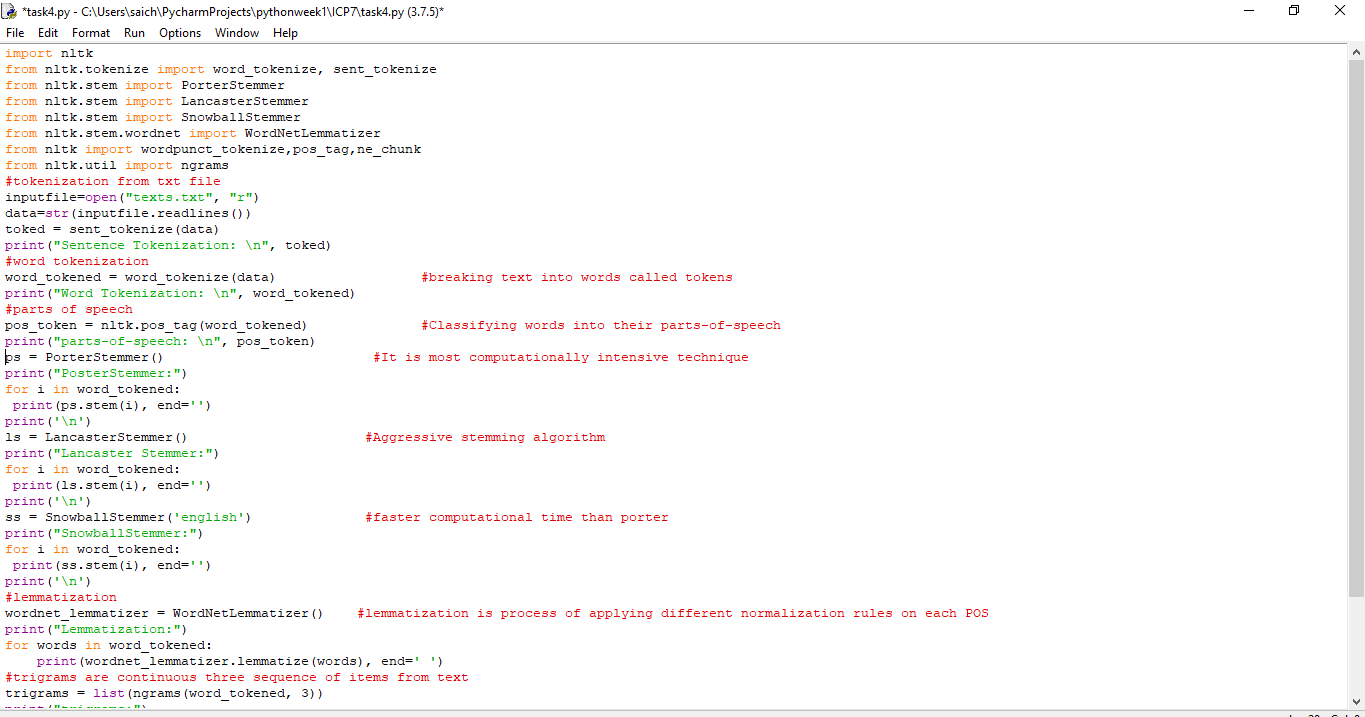 *task4.py - C:\Users\saich\PycharmProjects\pythonweek1\ICP7\task4.py (3.7.5)*
File Edit Format Run Options Window Help
import nltk
from nltk.tokenize import word_tokenize, sent_tokenize
from nltk.stem import PorterStemmer
from nltk.stem import LancasterStemmer
from nltk.stem import SnowballStemmer
from nltk.stem.wordnet import WordNetLemmatizer
from nltk import wordpunct_tokenize,pos_tag,ne_chunk
from nltk.util import ngrams
#tokenization from txt file
inputfile=open("texts.txt", "r")
data=str(inputfile.readlines())
toked = sent_tokenize(data)
print("Sentence Tokenization: \n", toked)
#word tokenization
word_tokened = word_tokenize(data) #breaking text into words called tokens
print("Word Tokenization: \n", word_tokened)
#parts of speech
pos_token = nltk.pos_tag(word_tokened) #Classifying words into their parts-of-speech
print("parts-of-speech: \n", pos_token)
ps = PorterStemmer() #It is most computationally intensive technique
print("PosterStemmer:")
for i in word_tokened:
 print(ps.stem(i), end='')
print('\n')
ls = LancasterStemmer() #Aggressive stemming algorithm
print("Lancaster Stemmer:")
for i in word_tokened:
 print(ls.stem(i), end='')
print('\n')
ss = SnowballStemmer('english') #faster computational time than porter
print("SnowballStemmer:")
for i in word_tokened:
 print(ss.stem(i), end='')
print('\n')
#lemmatization
wordnet_lemmatizer = WordNetLemmatizer() #lemmatization is process of applying different normalization rules on each POS
print("Lemmatization:")
for words in word_tokened:
    print(wordnet_lemmatizer.lemmatize(words), end=' ')
#trigrams are continuous three sequence of items from text
trigrams = list(ngrams(word_tokened, 3))